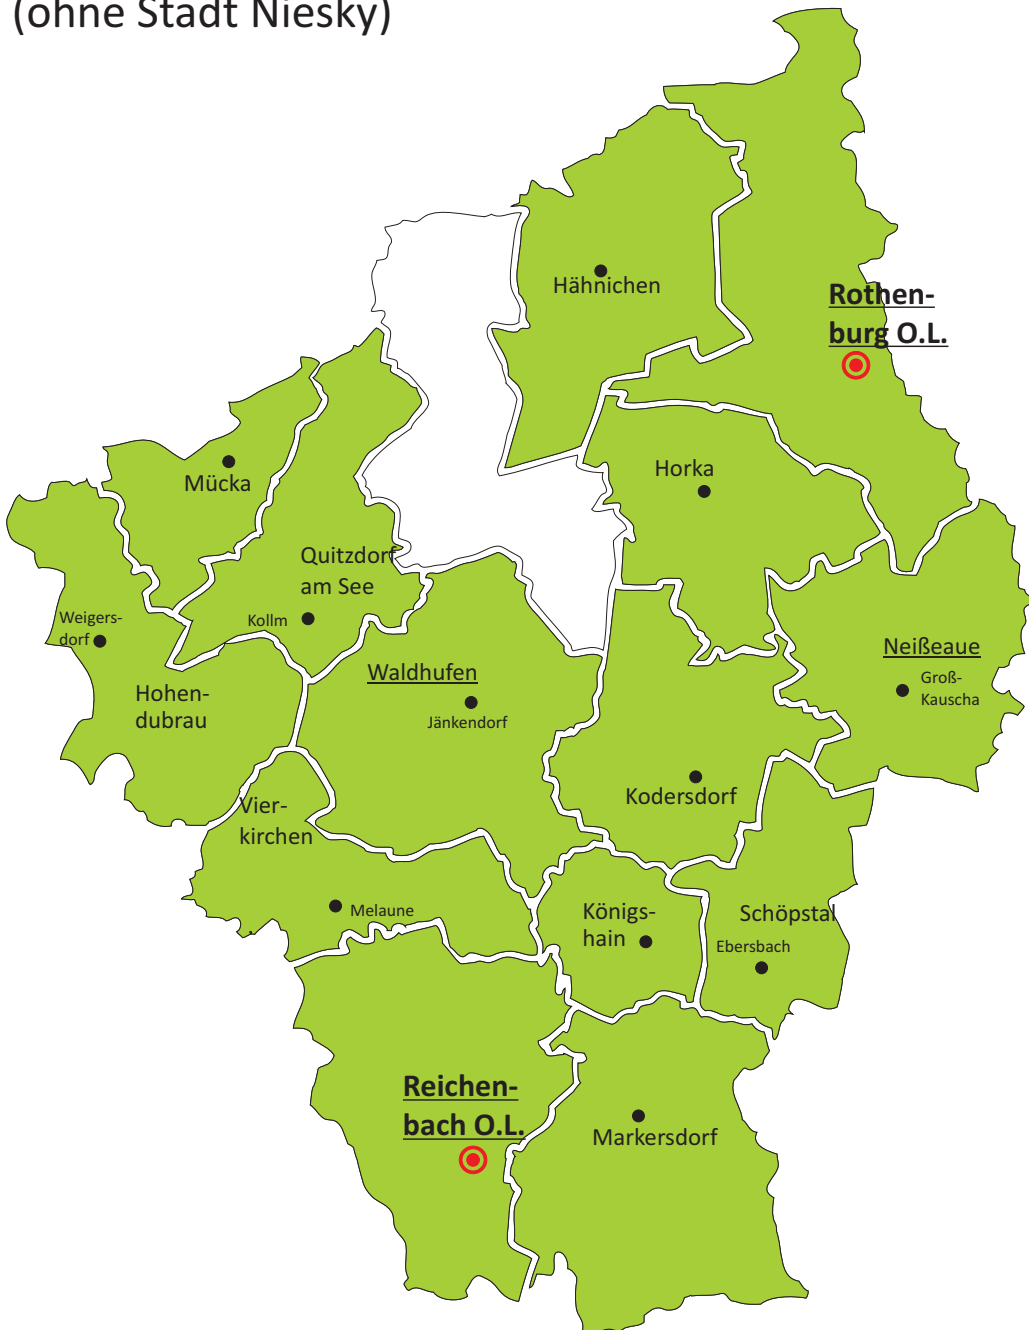 (ohne Stadt Niesky)
Hähnichen
Rothen-
burg O.L.
Mücka
Horka
Quitzdorf
am See
Kollm
Weigers-
dorf
Hohen-
dubrau
Waldhufen
Jänkendorf
Neißeaue
Groß-
Kauscha
Kodersdorf
Vier-
kirchen
Melaune
Königs-
hain
Schöpstal
Ebersbach
Reichen-
bach O.L.
Markersdorf